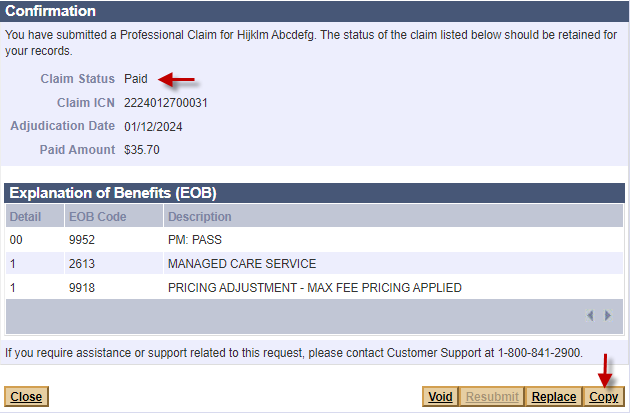 Confirmation
You have submitted a Professional Claim for Hijklm Abcdefg. The status of the claim listed below should be retained for
your records.
Claim Status Paid
Claim ICN 2224012700031
Adjudication Date 01/12/2024
Paid Amount $35.70
Explanation of Benefits (EOB)
Detail EOB Code Description
00 9952 PM: PASS
1 2613 MANAGED CARE SERVICE
1 9918 PRICING ADJUSTMENT - MAX FEE PRICING APPLIED
If you require assistance or support related to this request, please contact Customer Support at 1-800-841-2900.
Close Void Resubmit Replace Copy